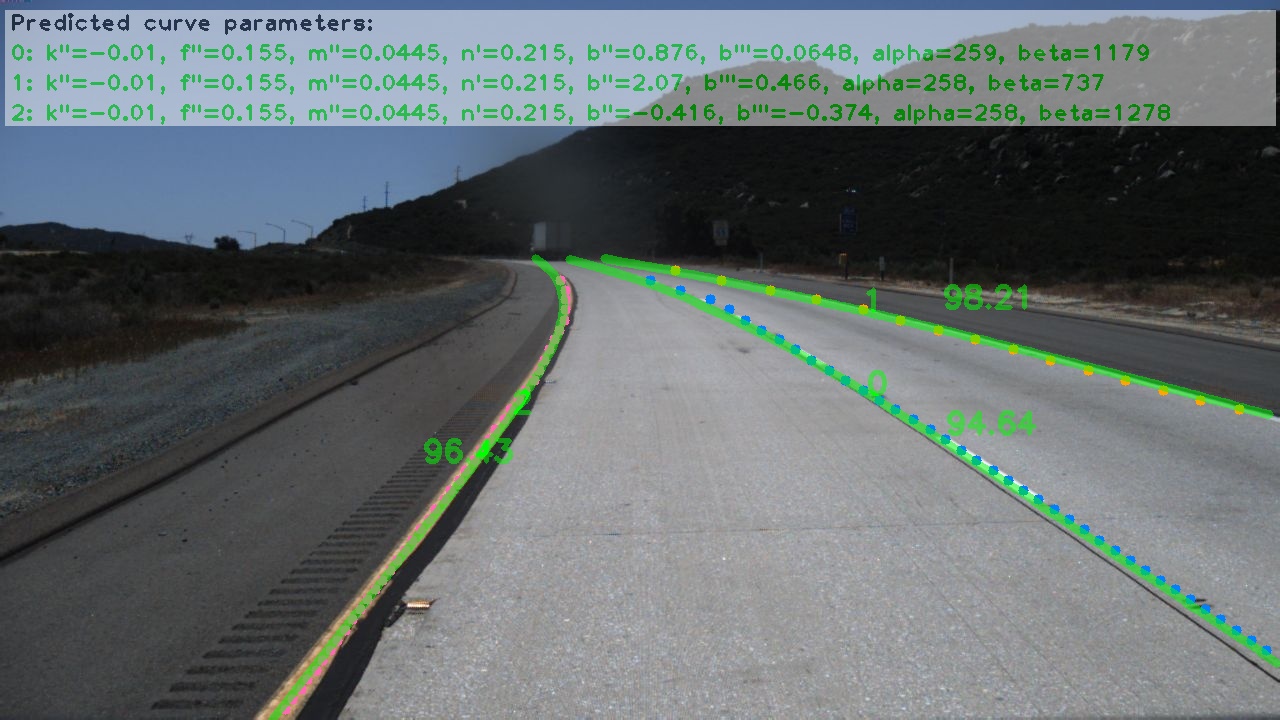 Predicted curve parameters:
0: k''=-0.01, f''=0.155, m''=0.0445, n'=0.215, b''=0.876, b'''=0.0648, alpha=259, beta=1179
1: k''=-0.01, f''=0.155, m''=0.0445, n'=0.215, b''=2.07, b'''=0.466, alpha=258, beta=737
2: k''=-0.01, f''=0.155, m''=0.0445, n'=0.215, b''=-0.416, b'''=-0.374, alpha=258, beta=1278
1 98.21
0
94.64
2
96.43